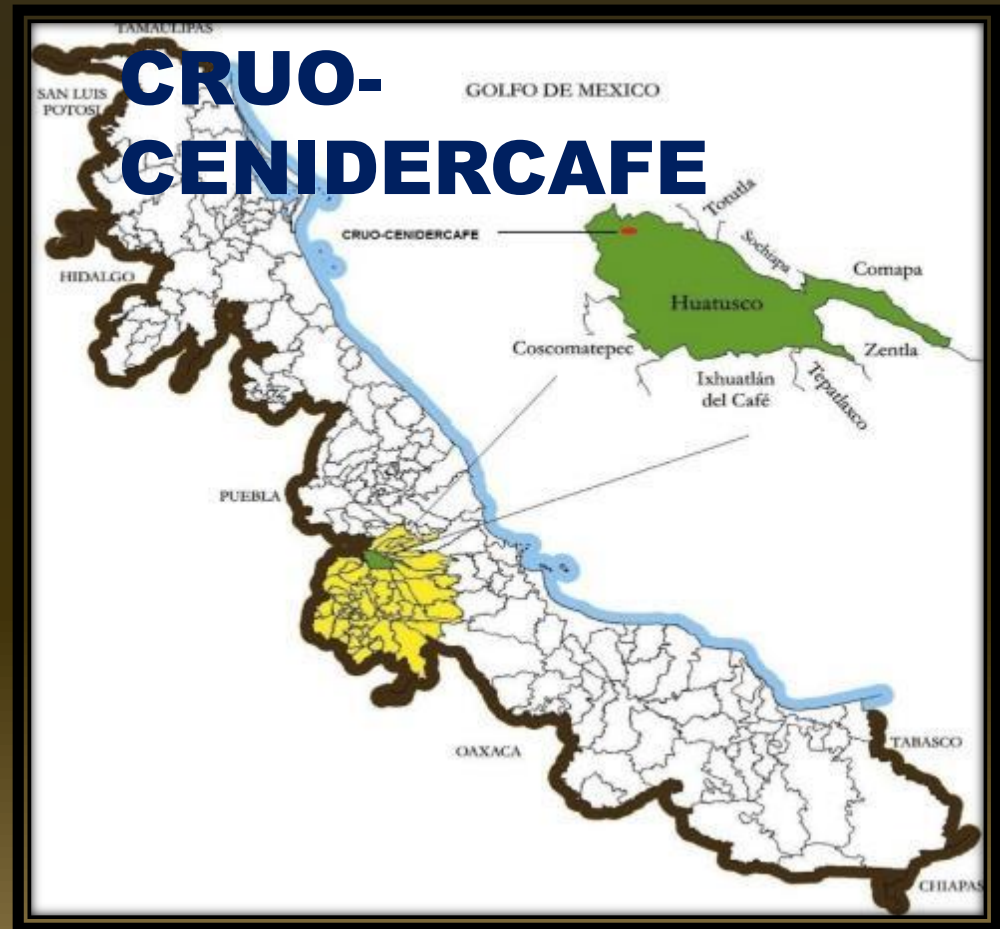 TAMAULIPAS
CRUO-
CENIDERCAFE
SAN LUIS
POTOSI
GOLFO DE MEXICO
Totutla
CRUO-CENIDERCAFE
Sochiapa
HIDALGO
Comapa
Huatusco
Coscomatepec
Zentla
Ixhuatlán
del Café
Tepatlaxco
PUEBLA
OAXACA
TABASCO
CHIAPAS